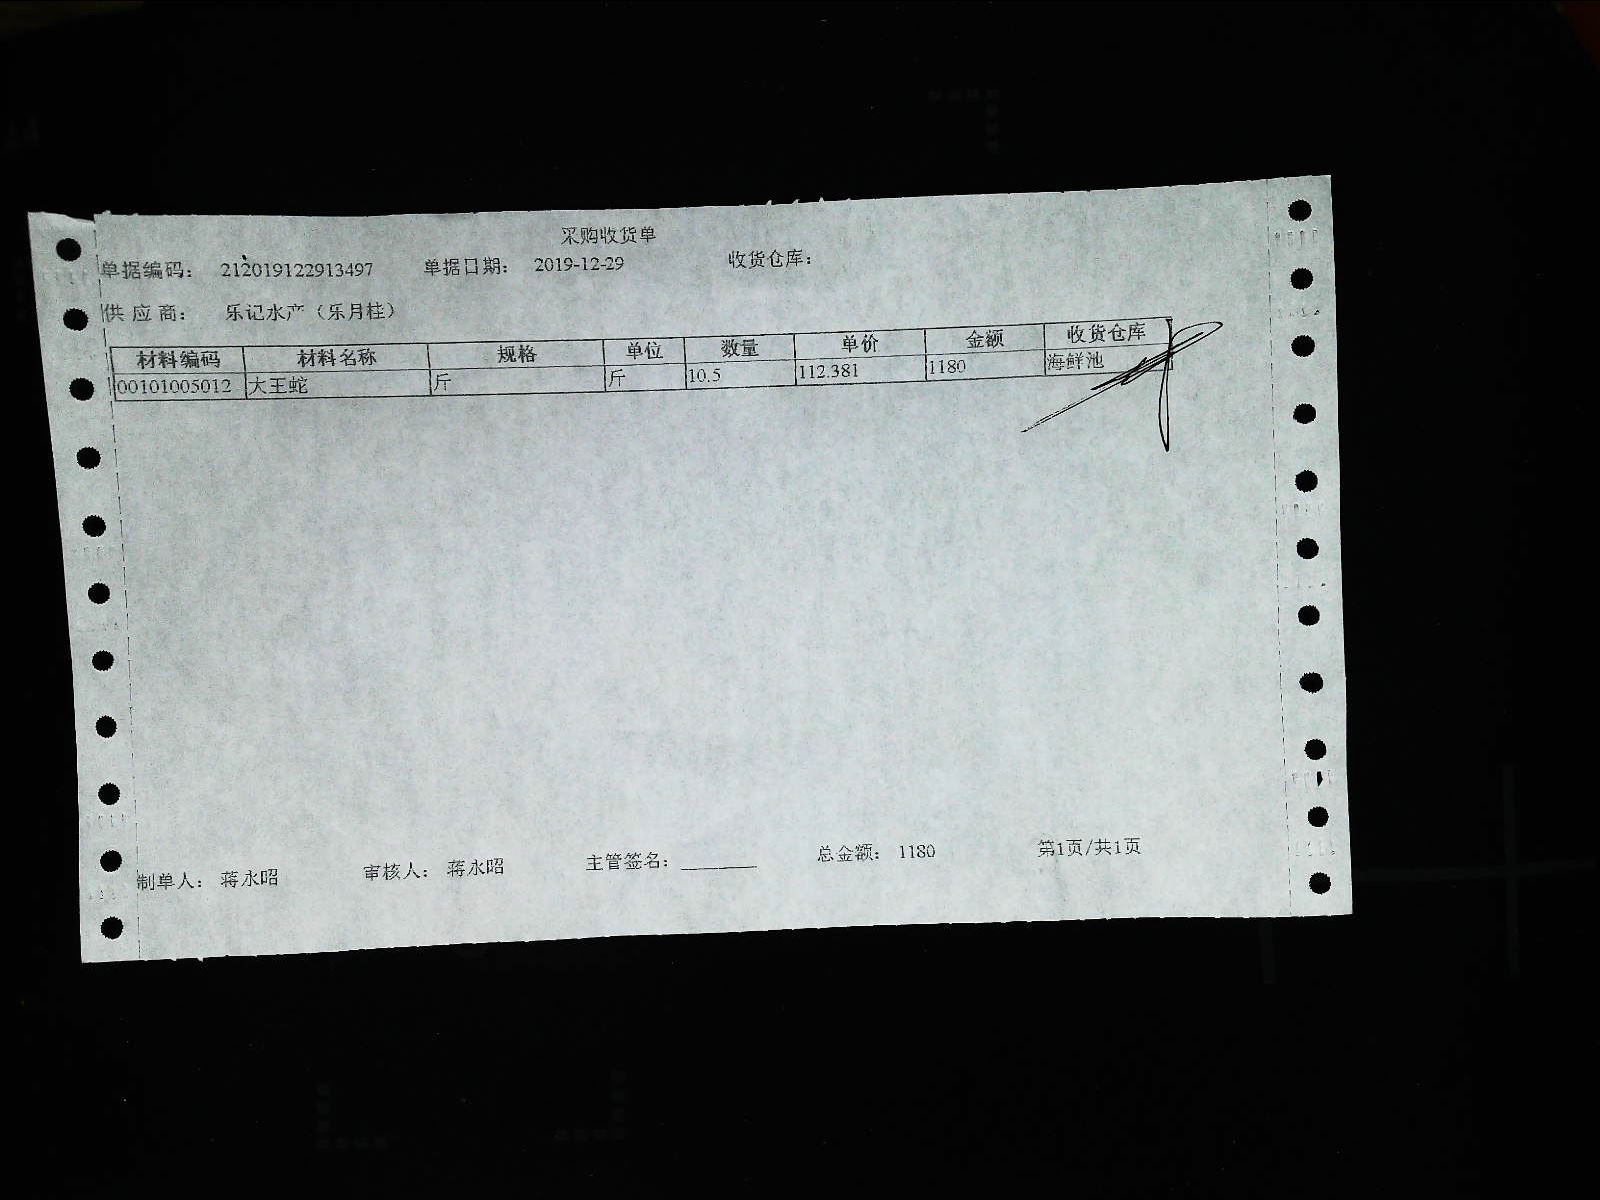 采购收货单
单据编码： 212019122913497 单据日期： 2019-12-29 收货仓库：
供 应 商： 乐记水产（乐月桂）
材料编码 材料名称 规格 单位 数量 单价 金额 收货仓库
00101005012 大王蛇 斤 斤 10.5 112.381 1180 海鲜池
制单人： 蒋永昭 审核人： 蒋永昭 主管签名：________ 总金额： 1180 第1页/共1页